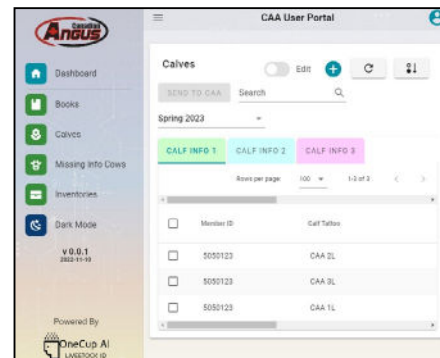 Canadian
ANGUS
Dashboard
Books
Calves
Missing Info Cows
Inventories
Dark Mode
v 0.0.1
2022-11-10
Powered By
OneCup AI
LIVESTOCK ID
CAA User Portal
Calves
Edit
SEND TO CAA
Search
Spring 2023
CALF INFO 1
CALF INFO 2
CALF INFO 3
Rows per page: 100 1-3 of 3
Member ID Calf Tattoo
5050123 CAA 2L
5050123 CAA 3L
5050123 CAA 1L